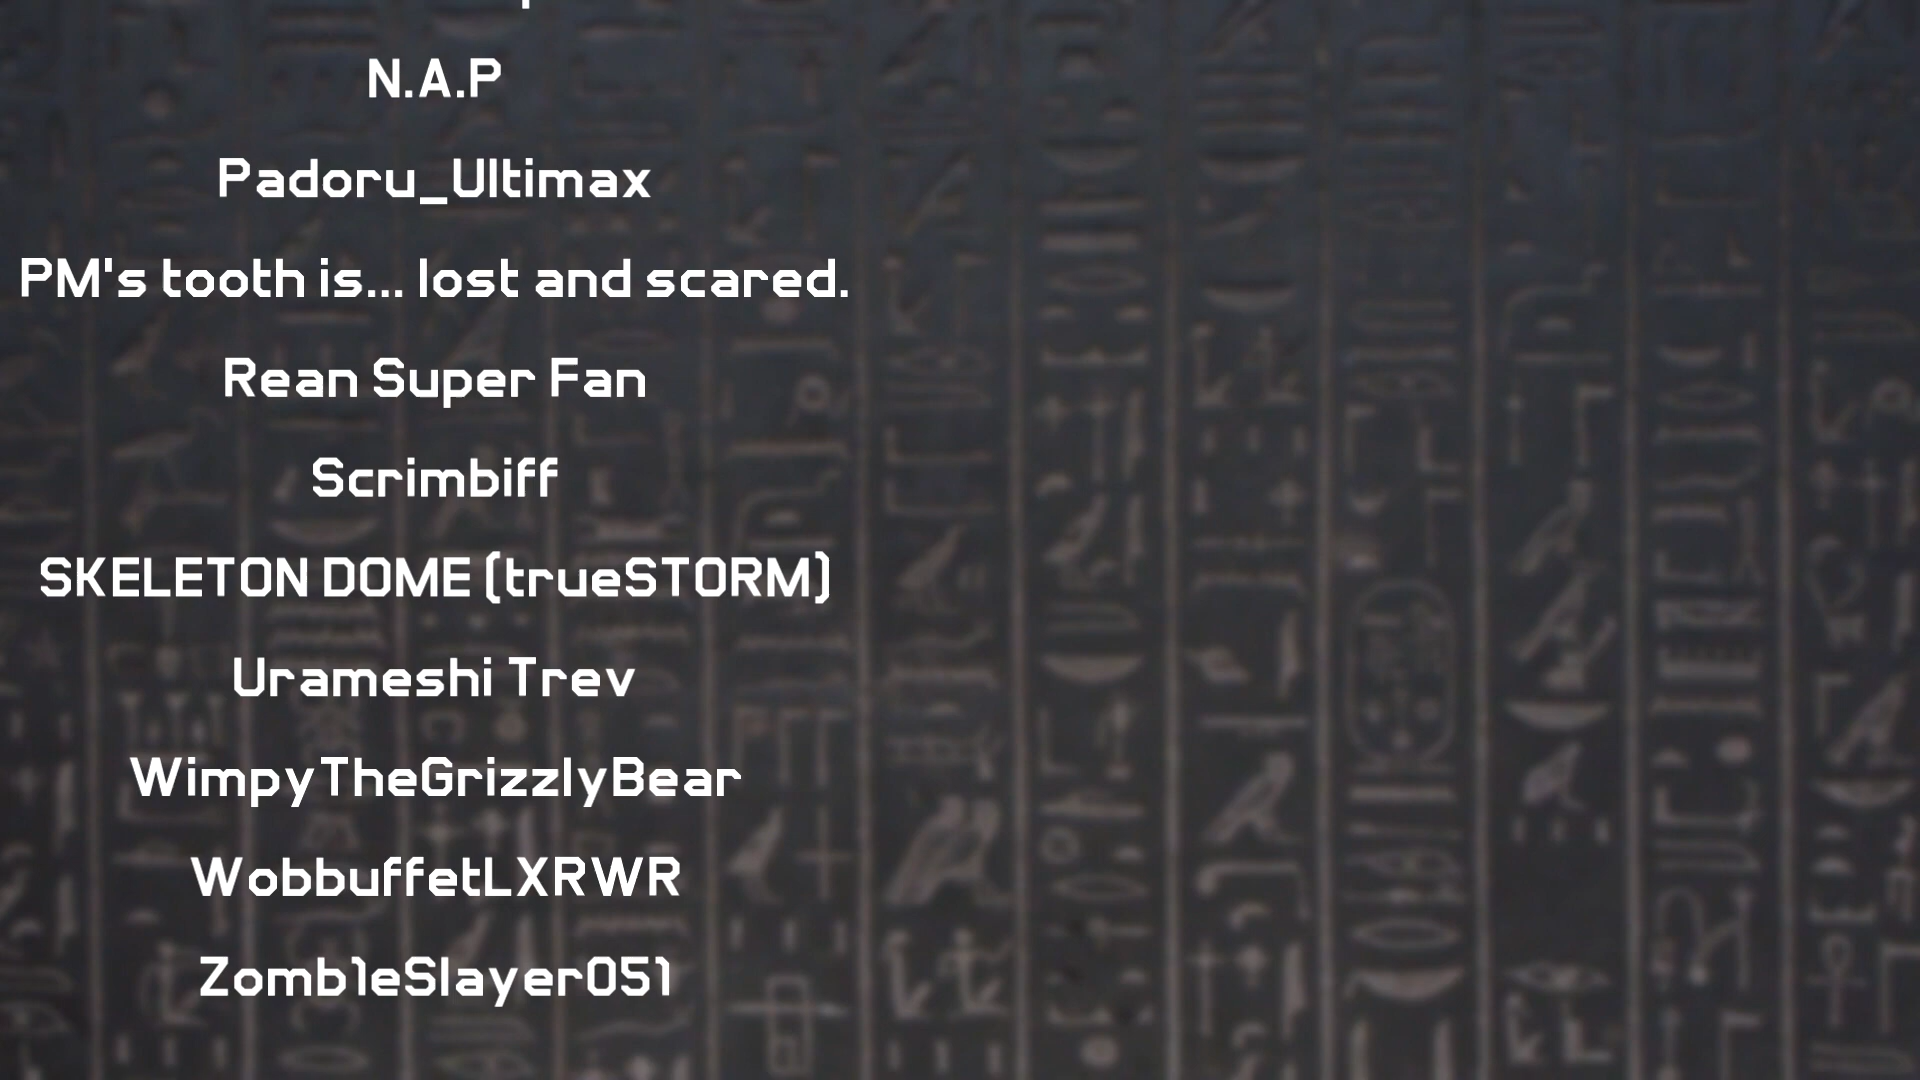 N.A.P
Padoru_Ultimax
PM's tooth is... lost and scared.
Rean Super Fan
Scrimbiff
SKELETON DOME (trueSTORM)
Urameshi Trev
WimpyTheGrizzlyBear
WobbuffetLXRWR
Zomb1eSlayer051